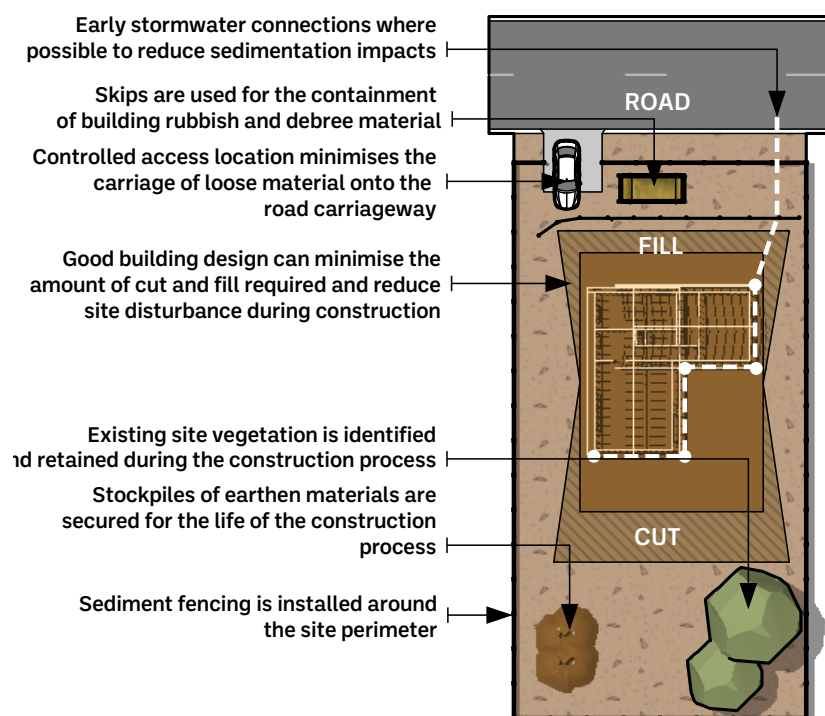 Early stormwater connections where
possible to reduce sedimentation impacts
Skips are used for the containment
of building rubbish and debree material
Controlled access location minimises the
carriage of loose material onto the
road carriageway
Good building design can minimise the
amount of cut and fill required and reduce
site disturbance during construction
Existing site vegetation is identified
retained during the construction process
Stockpiles of earthen materials are
secured for the life of the construction
process
Sediment fencing is installed around
the site perimeter
ROAD
FILL
CUT